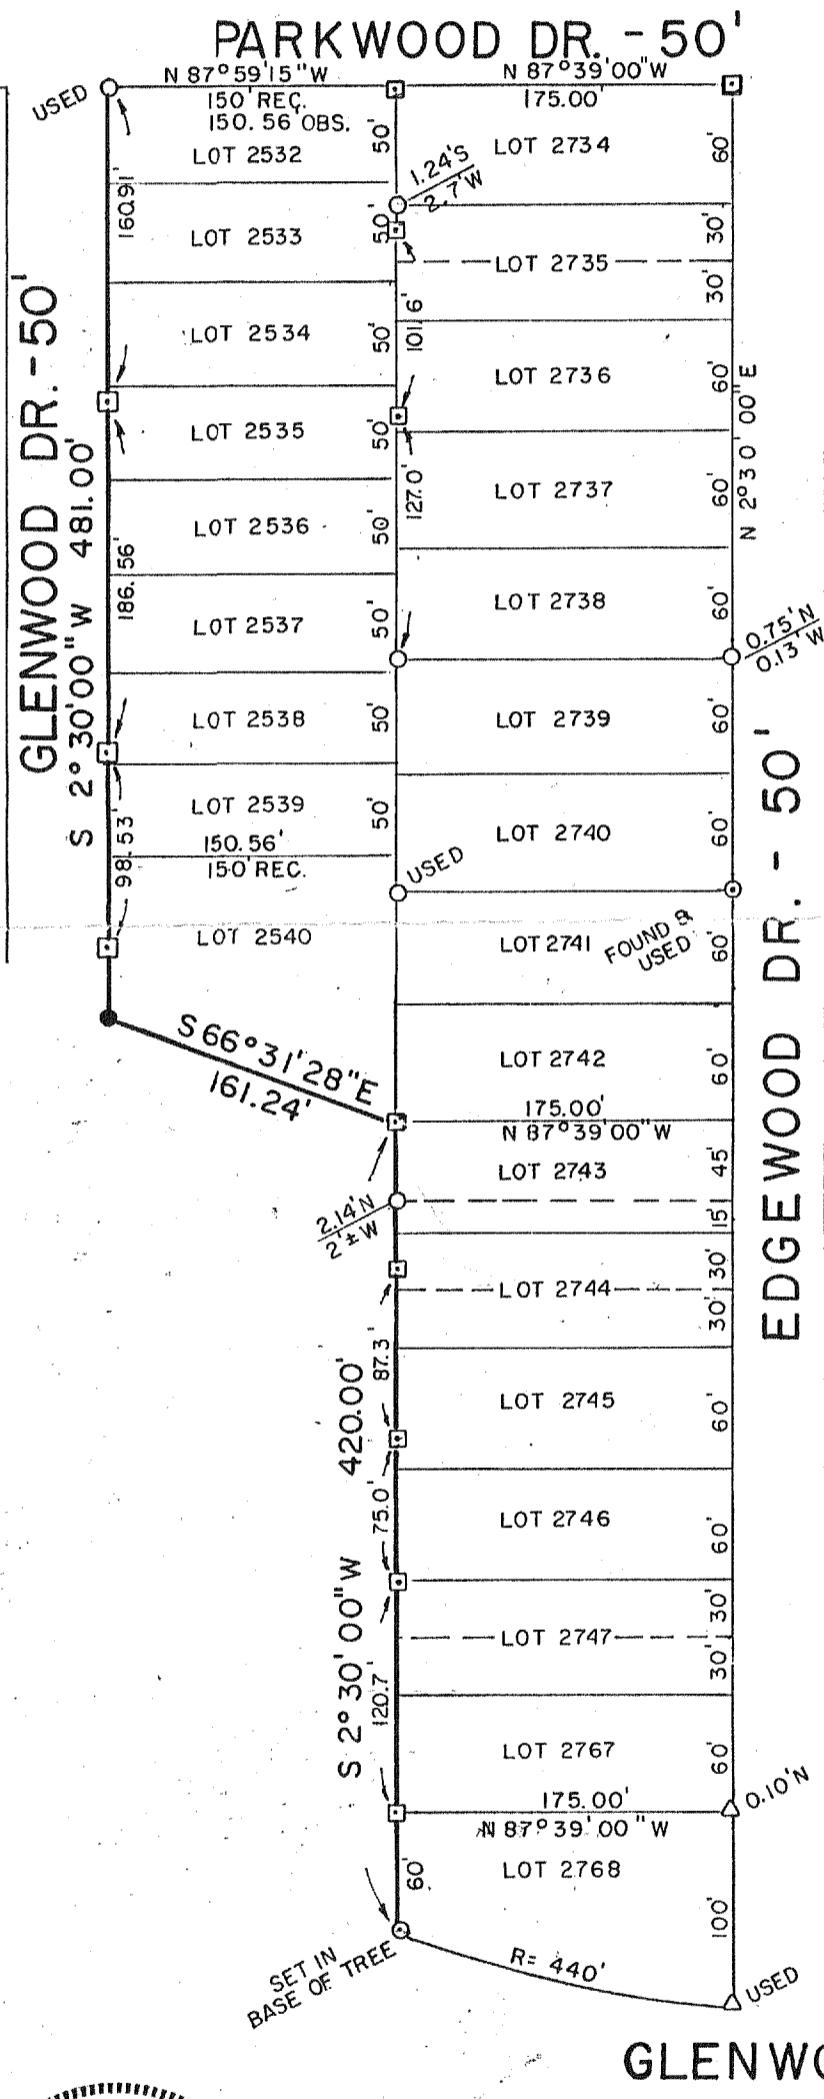 PARKWOOD DR. - 50'
N 87° 59' 15" W
150' REC.
150.56' OBS.
N 87° 39' 00" W
175.00'
USED
LOT 2532
LOT 2533
LOT 2534
LOT 2535
LOT 2536
LOT 2537
LOT 2538
LOT 2539
150.56'
150' REC.
LOT 2540
160.91'
186.56'
98.53'
GLENWOOD DR. - 50'
S 2° 30' 00" W 481.00'
S 66° 31' 28" E
161.24'
50'
50'
50'
50'
50'
50'
50'
50'
1.24' S
2.7' W
101.6'
127.0'
USED
LOT 2734
LOT 2735
LOT 2736
LOT 2737
LOT 2738
LOT 2739
LOT 2740
LOT 2741
FOUND &
USED
LOT 2742
175.00'
N 87° 39' 00" W
LOT 2743
LOT 2744
LOT 2745
LOT 2746
LOT 2747
LOT 2767
175.00'
N 87° 39' 00" W
LOT 2768
60'
30'
30'
60'
60'
60'
60'
60'
60'
60'
45'
15'
30'
30'
60'
60'
30'
30'
60'
100'
N 2° 30' 00" E
0.75' N
0.13' W
EDGEWOOD DR. - 50'
2.14' N
2'± W
87.3'
75.0'
120.7'
60'
S 2° 30' 00" W 420.00'
0.10' N
SET IN
BASE OF TREE
R= 440'
USED
GLENWO